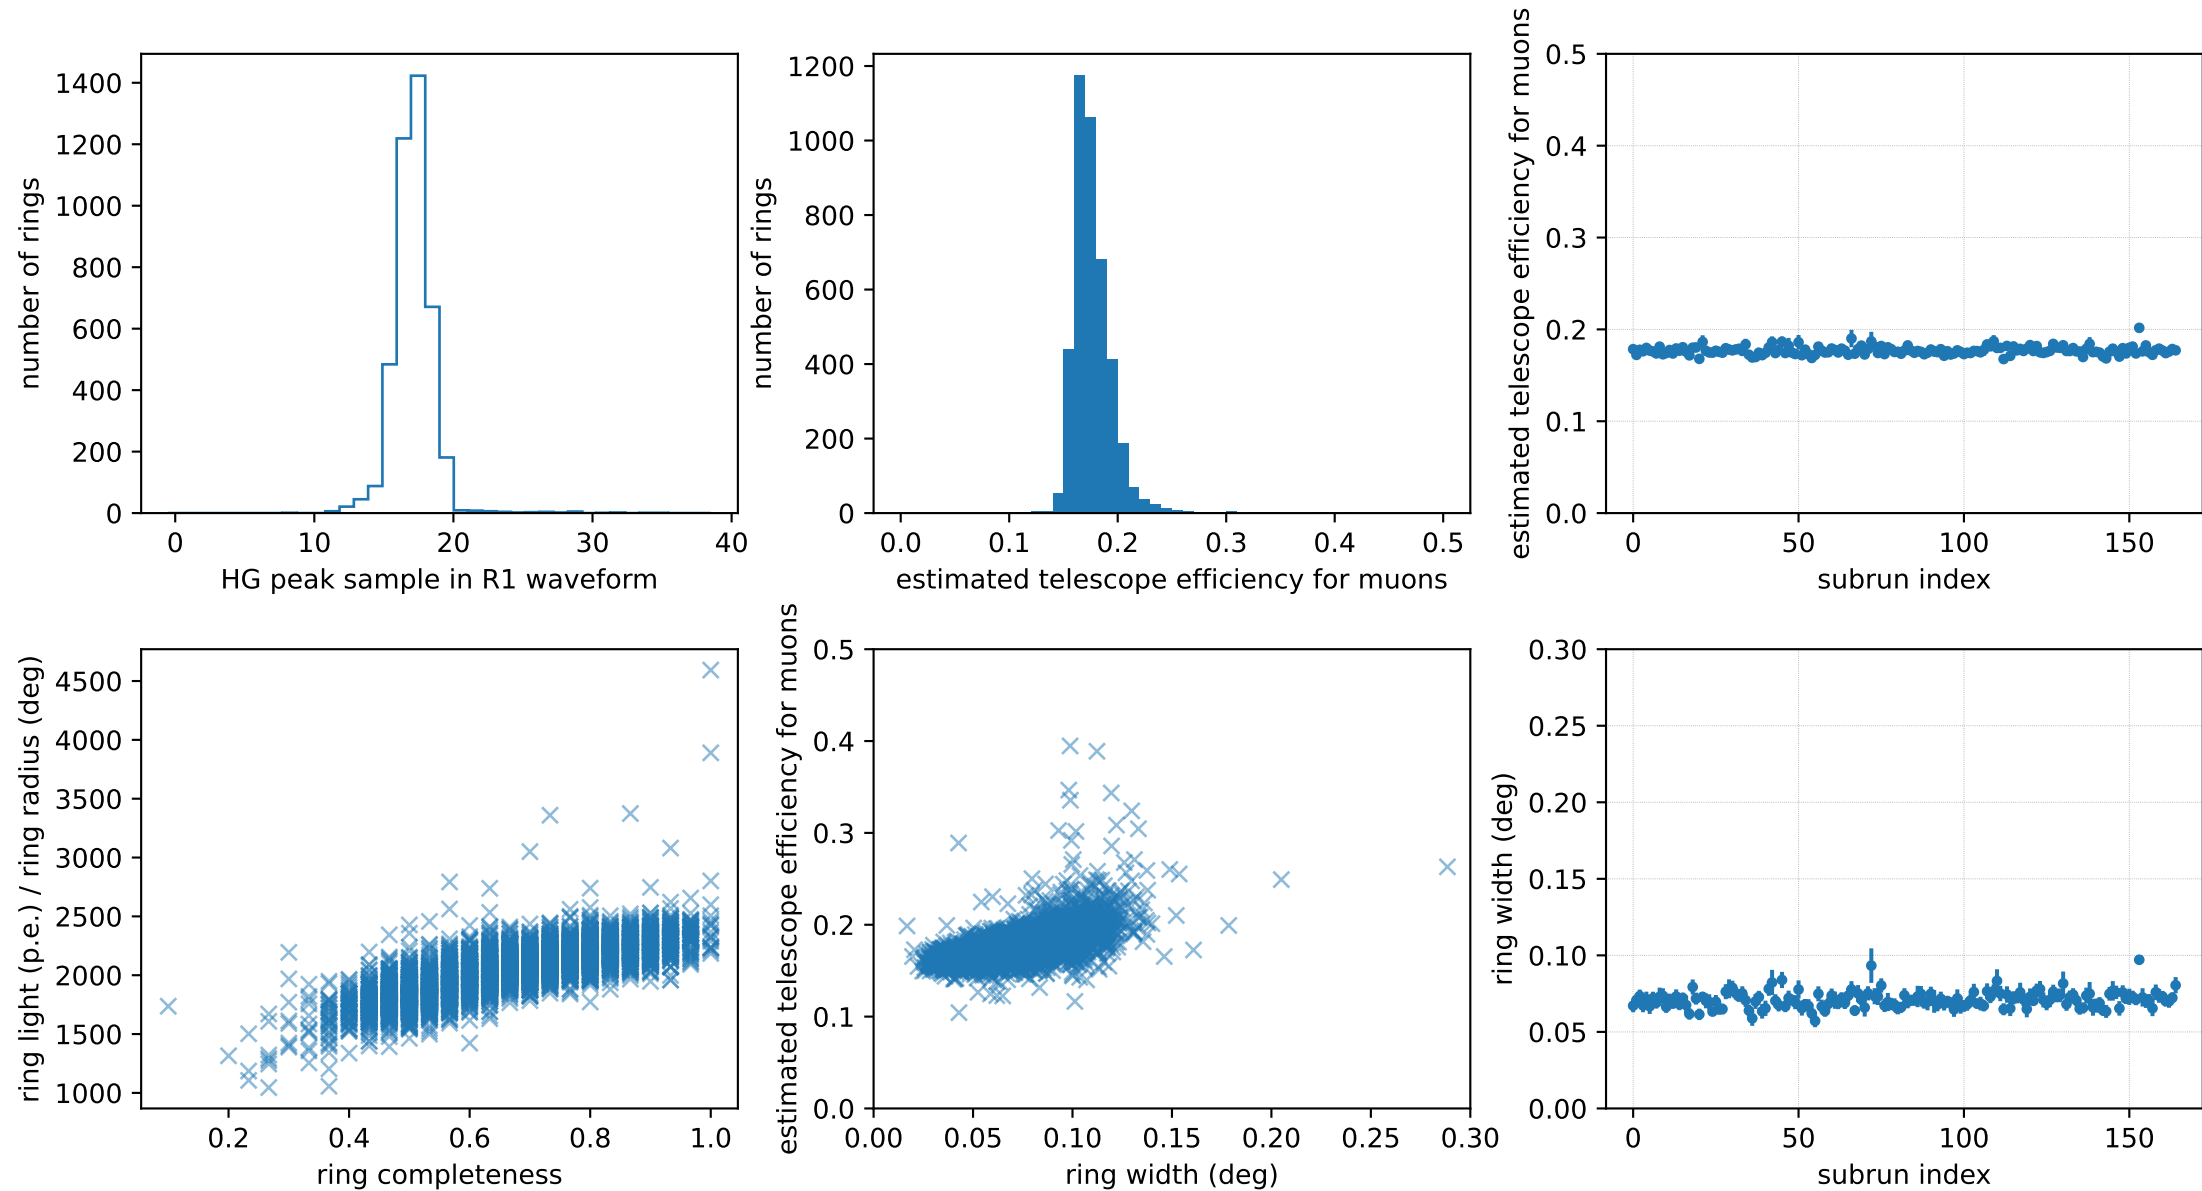 number of rings
1400
1200
1000
800
600
400
200
0
0 10 20 30 40
HG peak sample in R1 waveform
number of rings
1200
1000
800
600
400
200
0
0.0 0.1 0.2 0.3 0.4 0.5
estimated telescope efficiency for muons
estimated telescope efficiency for muons
0.5
0.4
0.3
0.2
0.1
0.0
0 50 100 150
subrun index
ring light (p.e.) / ring radius (deg)
4500
4000
3500
3000
2500
2000
1500
1000
0.2 0.4 0.6 0.8 1.0
ring completeness
estimated telescope efficiency for muons
0.5
0.4
0.3
0.2
0.1
0.0
0.00 0.05 0.10 0.15 0.20 0.25 0.30
ring width (deg)
ring width (deg)
0.30
0.25
0.20
0.15
0.10
0.05
0.00
0 50 100 150
subrun index